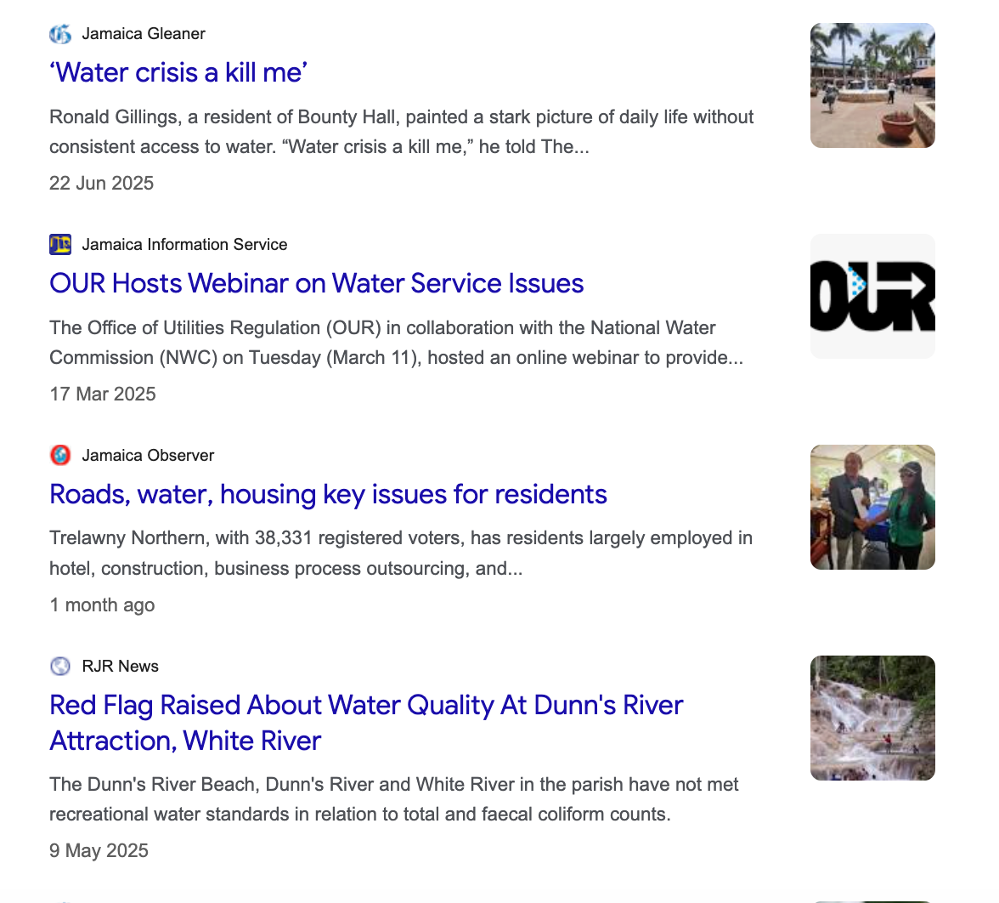 Jamaica Gleaner
‘Water crisis a kill me’
Ronald Gillings, a resident of Bounty Hall, painted a stark picture of daily life without
consistent access to water. “Water crisis a kill me,” he told The...
22 Jun 2025
JIS
Jamaica Information Service
OUR Hosts Webinar on Water Service Issues
The Office of Utilities Regulation (OUR) in collaboration with the National Water
Commission (NWC) on Tuesday (March 11), hosted an online webinar to provide...
17 Mar 2025
OUR
Jamaica Observer
Roads, water, housing key issues for residents
Trelawny Northern, with 38,331 registered voters, has residents largely employed in
hotel, construction, business process outsourcing, and...
1 month ago
RJR News
Red Flag Raised About Water Quality At Dunn's River
Attraction, White River
The Dunn's River Beach, Dunn's River and White River in the parish have not met
recreational water standards in relation to total and faecal coliform counts.
9 May 2025